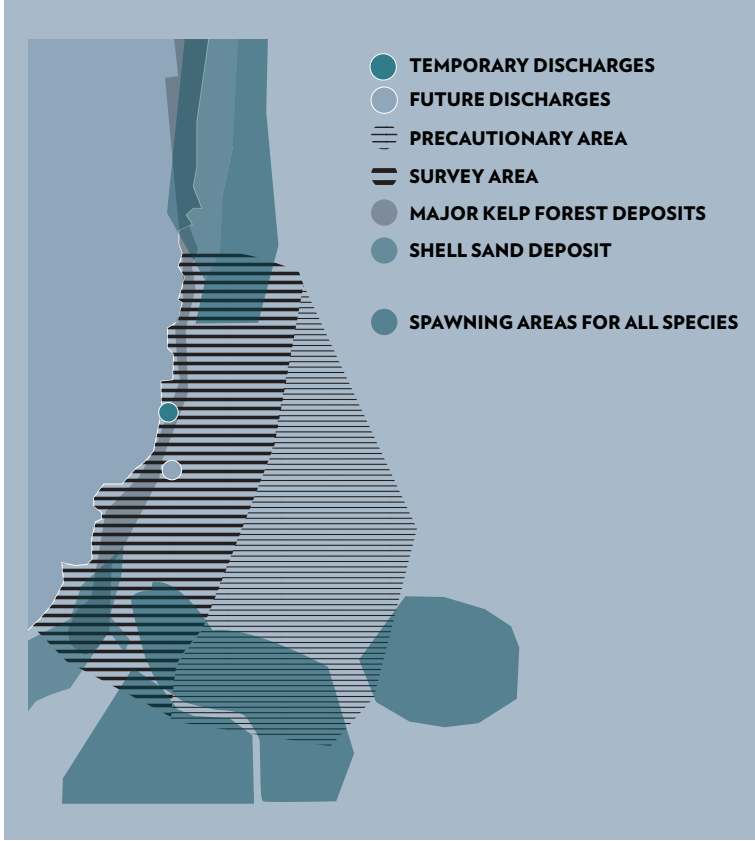 TEMPORARY DISCHARGES
FUTURE DISCHARGES
PRECAUTIONARY AREA
SURVEY AREA
MAJOR KELP FOREST DEPOSITS
SHELL SAND DEPOSIT
SPAWNING AREAS FOR ALL SPECIES